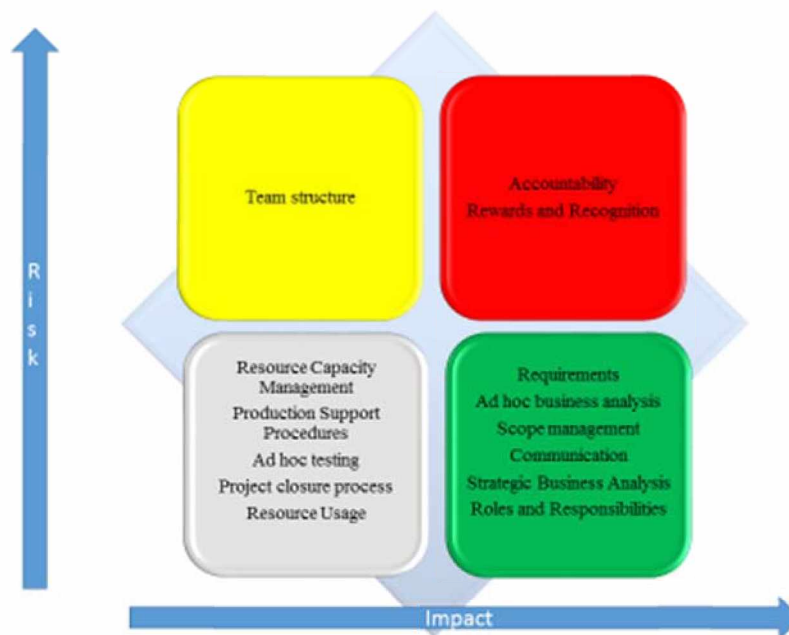 Team structure
Accountability
Rewards and Recognition
Risk
Resource Capacity
Management
Production Support
Procedures
Ad hoc testing
Project closure process
Resource Usage
Requirements
Ad hoc business analysis
Scope management
Communication
Strategic Business Analysis
Roles and Responsibilities
Impact